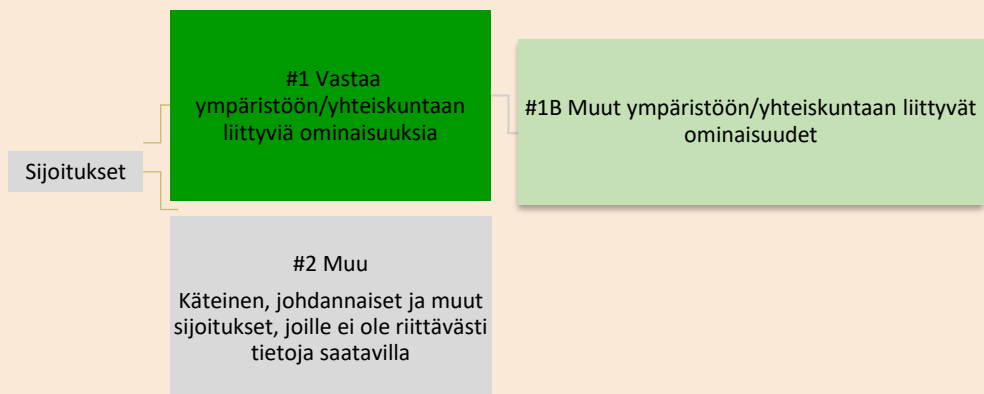 #1 Vastaa
ympäristöön/yhteiskuntaan
liittyviä ominaisuuksia
#1B Muut ympäristöön/yhteiskuntaan liittyvät
ominaisuudet
Sijoitukset
#2 Muu
Käteinen, johdannaiset ja muut
sijoitukset, joille ei ole riittävästi
tietoja saatavilla